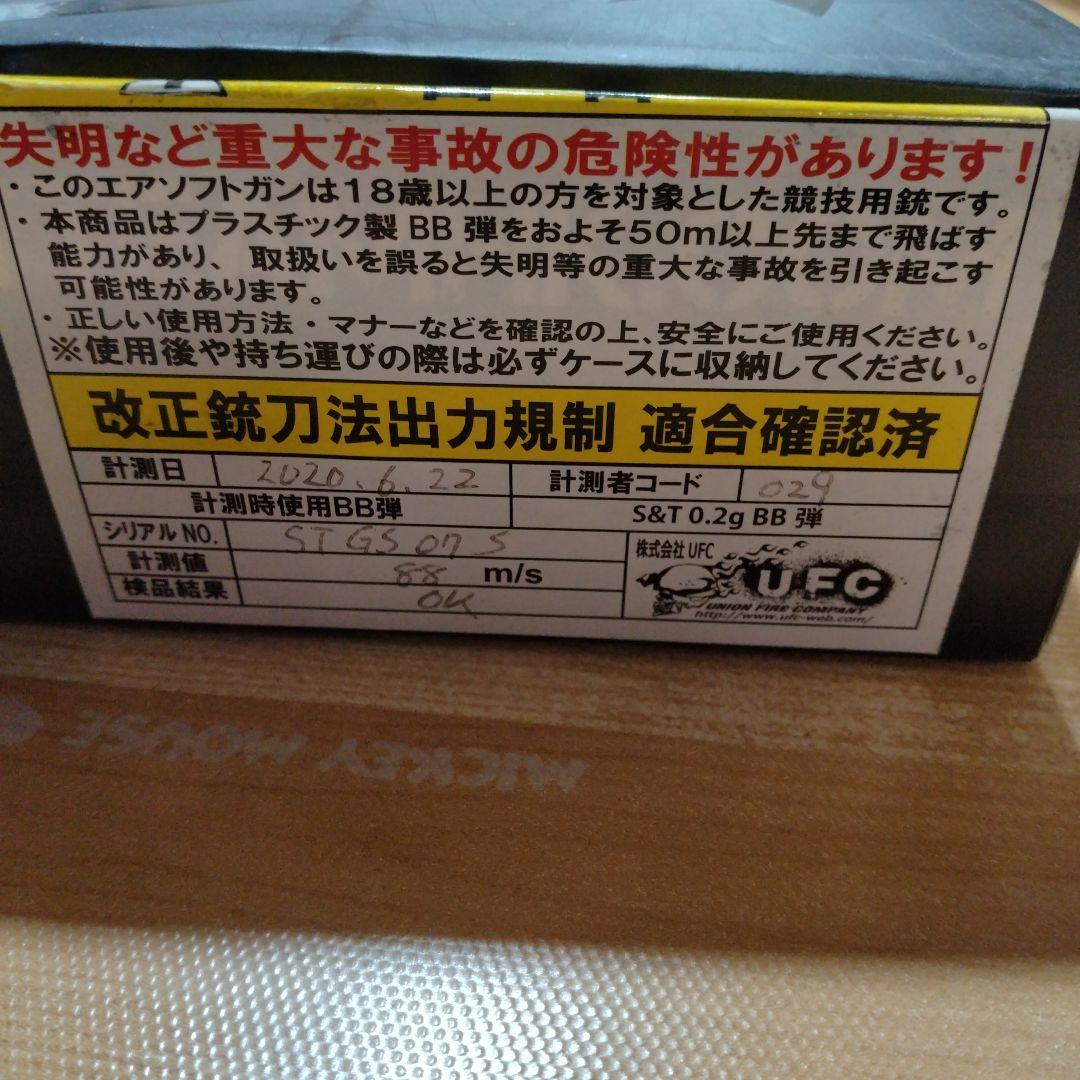 失明など重大な事故の危険性があります！
・このエアソフトガンは18歳以上の方を対象とした競技用銃です。
・本商品はプラスチック製 BB 弾をおよそ50m以上先まで飛ばす
能力があり、取扱いを誤ると失明等の重大な事故を引き起こす
可能性があります。
・正しい使用方法・マナーなどを確認の上、安全にご使用ください。
※使用後や持ち運びの際は必ずケースに収納してください。
改正銃刀法出力規制 適合確認済
計測日 2020.6.22 計測者コード 029
計測時使用BB弾 S&T 0.2g BB 弾
シリアルNO. STGS07S
計測値 88 m/s
検品結果 OK
株式会社 UFC
UFC
UNION FIRE COMPANY
http://www.ufc-web.com/
MICKEY MOUSE